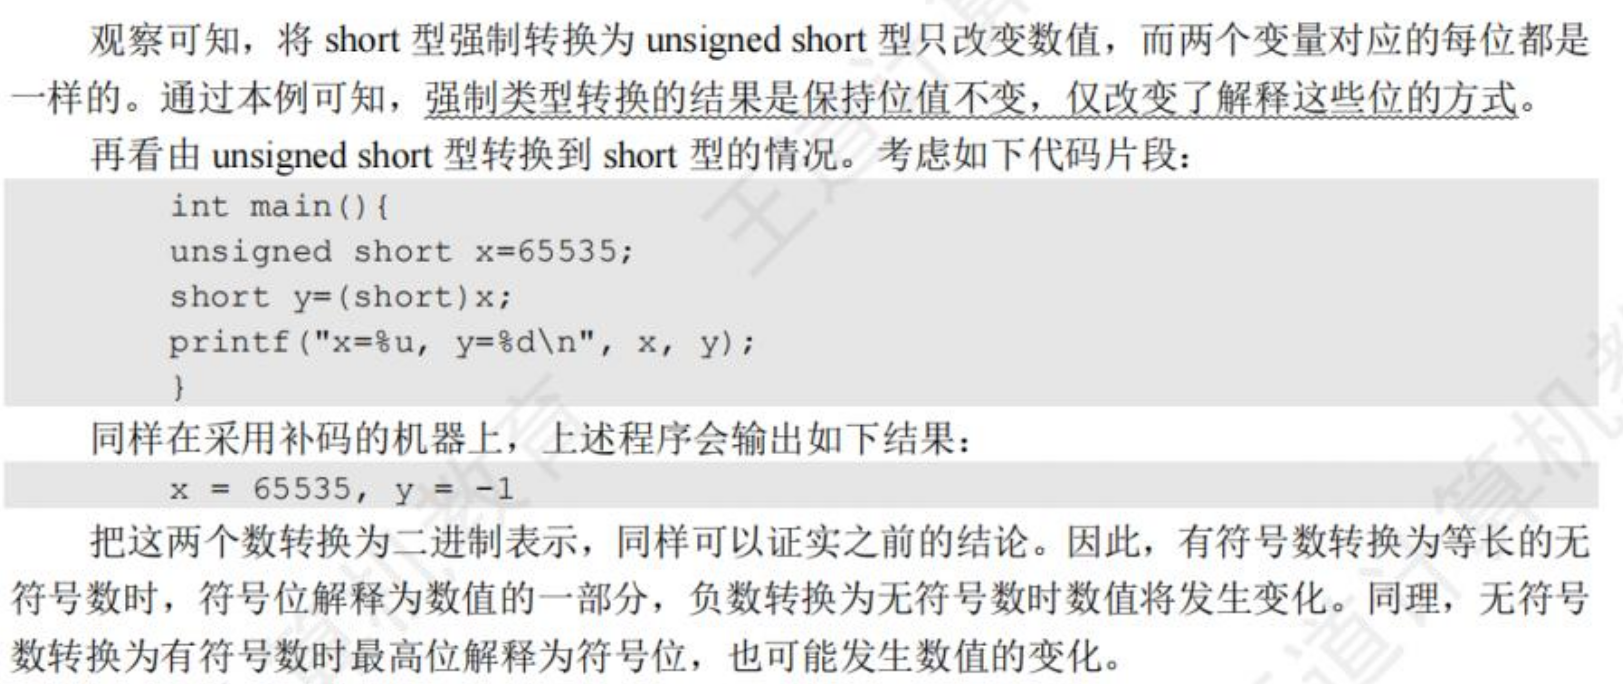 观察可知，将 short 型强制转换为 unsigned short 型只改变数值，而两个变量对应的每位都是
一样的。通过本例可知，强制类型转换的结果是保持位值不变，仅改变了解释这些位的方式。
再看由 unsigned short 型转换到 short 型的情况。考虑如下代码片段：
int main(){
unsigned short x=65535;
short y=(short)x;
printf("x=%u, y=%d\n", x, y);
}
同样在采用补码的机器上，上述程序会输出如下结果：
x = 65535, y = -1
把这两个数转换为二进制表示，同样可以证实之前的结论。因此，有符号数转换为等长的无
符号数时，符号位解释为数值的一部分，负数转换为无符号数时数值将发生变化。同理，无符号
数转换为有符号数时最高位解释为符号位，也可能发生数值的变化。